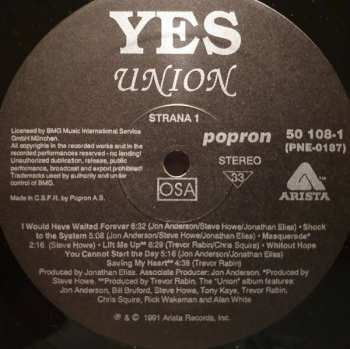 YES
UNION
STRANA 1
Licensed by BMG Music International Service
GmbH München.
All copyrights in the recorded works and in the
recorded performances reserved - no lending!
Unauthorized publication, release, public
performance, broadcast and export prohibited!
Trademarks used by authority and under
control of BMG.
Made in C.S.F.R. by Popron A.S.
popron
STEREO
33
OSA
50 108-1
(PNE-0187)
ARISTA
I Would Have Waited Forever 6:32 (Jon Anderson/Steve Howe/Jonathan Elias) • Shock
to the System 5:08 (Jon Anderson/Steve Howe/Jonathan Elias) • Masquerade*
2:16 (Steve Howe) • Lift Me Up** 6:29 (Trevor Rabin/Chris Squire) • Whitout Hope
You Cannot Start the Day 5:16 (Jon Anderson/Jonathan Elias)
Saving My Heart** 4:38 (Trevor Rabin)
Produced by Jonathan Elias. Associate Producer: Jon Anderson. *Produced by
Steve Howe. **Produced by Trevor Rabin. The "Union" album features:
Jon Anderson, Bill Bruford, Steve Howe, Tony Kaye, Trevor Rabin,
Chris Squire, Rick Wakeman and Alan White
℗ & © 1991 Arista Records, Inc.